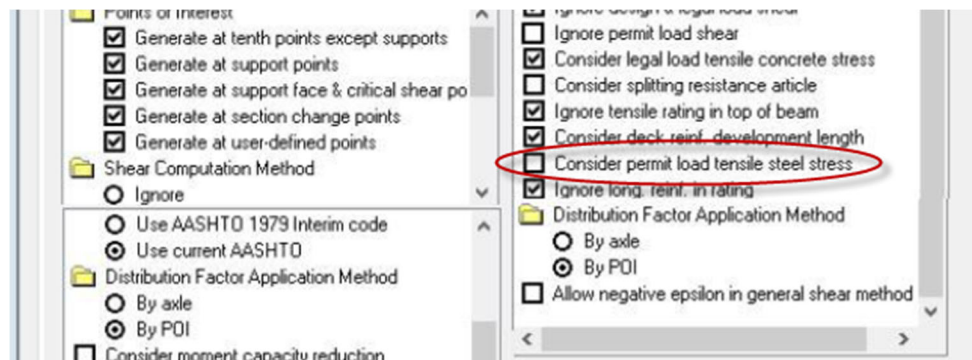 Points of Interest
Generate at tenth points except supports
Generate at support points
Generate at support face & critical shear po
Generate at section change points
Generate at user-defined points
Shear Computation Method
Ignore
Use AASHTO 1979 Interim code
Use current AASHTO
Distribution Factor Application Method
By axle
By POI
Consider moment capacity reduction
Ignore design & legal load shear
Ignore permit load shear
Consider legal load tensile concrete stress
Consider splitting resistance article
Ignore tensile rating in top of beam
Consider deck reinf. development length
Consider permit load tensile steel stress
Ignore long. reinf. in rating
Distribution Factor Application Method
By axle
By POI
Allow negative epsilon in general shear method